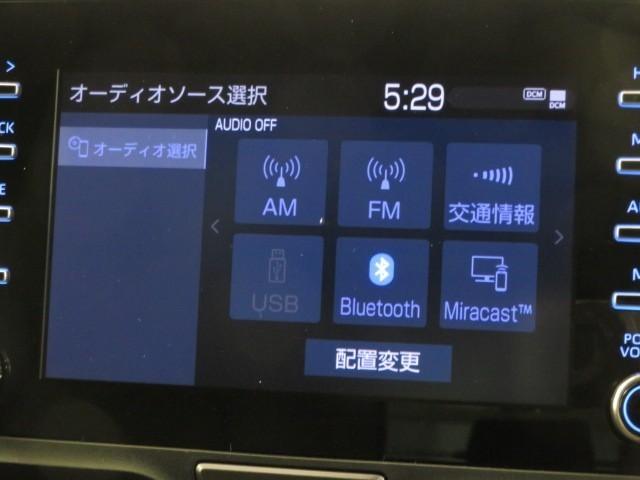 オーディオソース選択 5:29 DCM DCM
AUDIO OFF
オーディオ選択
AM FM 交通情報
USB Bluetooth Miracast™
配置変更